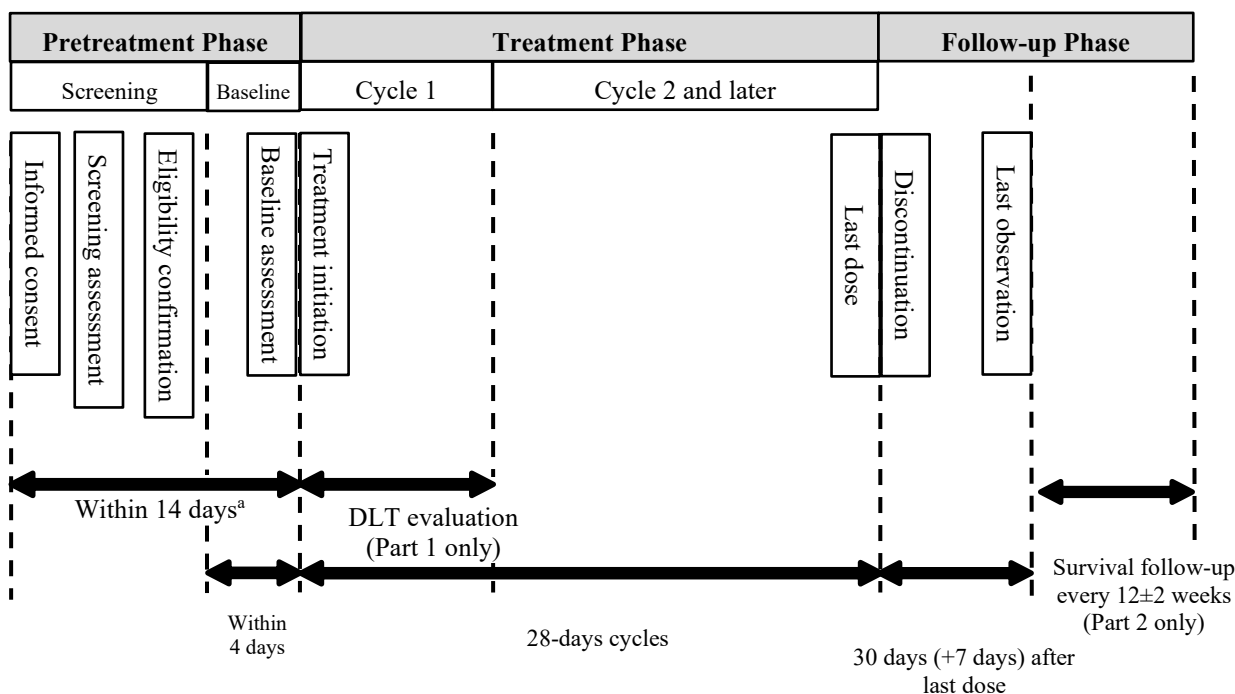 Pretreatment Phase
Treatment Phase
Follow-up Phase
Screening
Baseline
Cycle 1
Cycle 2 and later
Informed consent
Screening assessment
Eligibility confirmation
Baseline assessment
Treatment initiation
Last dose
Discontinuation
Last observation
Within 14 daysᵃ
DLT evaluation
(Part 1 only)
Survival follow-up
every 12±2 weeks
(Part 2 only)
Within
4 days
28-days cycles
30 days (+7 days) after
last dose